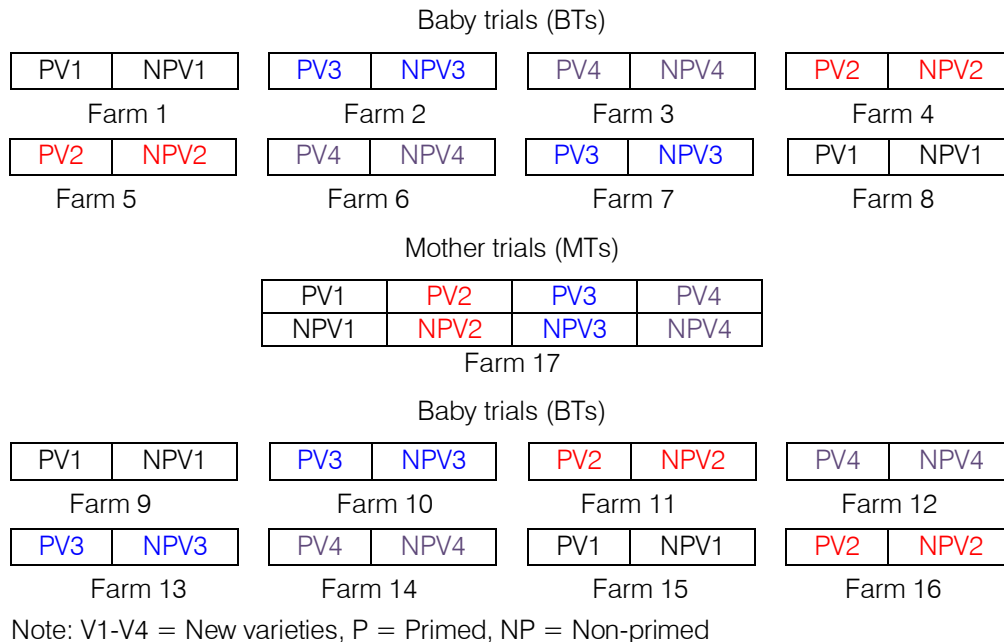 Baby trials (BTs)
PV1 NPV1 PV3 NPV3 PV4 NPV4 PV2 NPV2
Farm 1 Farm 2 Farm 3 Farm 4
PV2 NPV2 PV4 NPV4 PV3 NPV3 PV1 NPV1
Farm 5 Farm 6 Farm 7 Farm 8
Mother trials (MTs)
PV1 PV2 PV3 PV4
NPV1 NPV2 NPV3 NPV4
Farm 17
Baby trials (BTs)
PV1 NPV1 PV3 NPV3 PV2 NPV2 PV4 NPV4
Farm 9 Farm 10 Farm 11 Farm 12
PV3 NPV3 PV4 NPV4 PV1 NPV1 PV2 NPV2
Farm 13 Farm 14 Farm 15 Farm 16
Note: V1-V4 = New varieties, P = Primed, NP = Non-primed